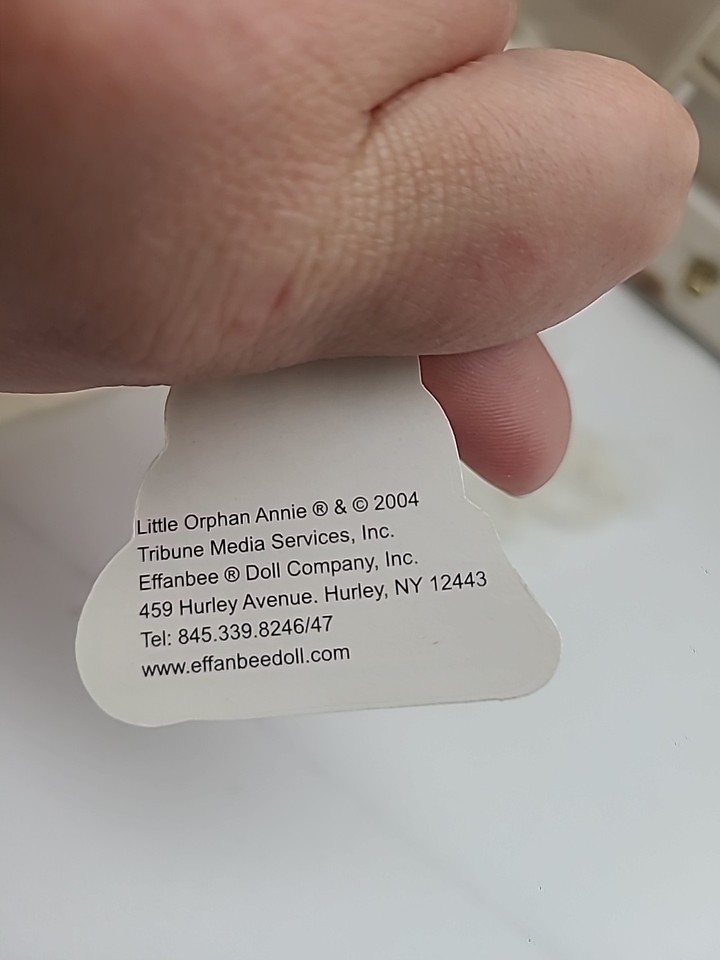 Little Orphan Annie ® & © 2004
Tribune Media Services, Inc.
Effanbee ® Doll Company, Inc.
459 Hurley Avenue. Hurley, NY 12443
Tel: 845.339.8246/47
www.effanbeedoll.com